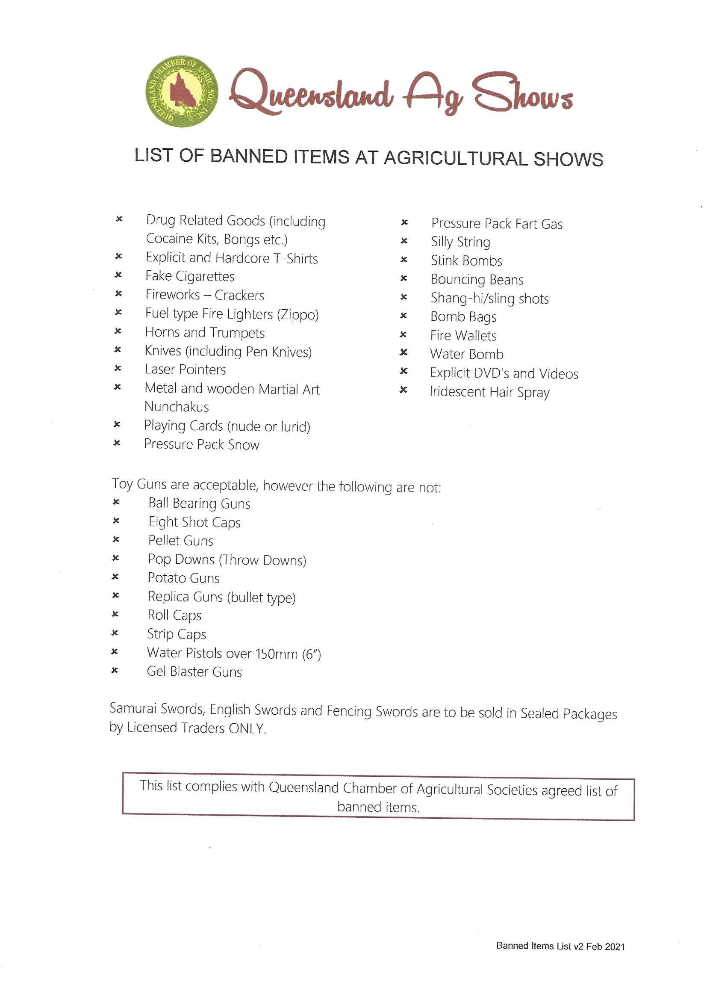 QUEENSLAND CHAMBER OF AGRIC. SOC. INC.
Queensland Ag Shows
LIST OF BANNED ITEMS AT AGRICULTURAL SHOWS
× Drug Related Goods (including
Cocaine Kits, Bongs etc.)
× Explicit and Hardcore T-Shirts
× Fake Cigarettes
× Fireworks – Crackers
× Fuel type Fire Lighters (Zippo)
× Horns and Trumpets
× Knives (including Pen Knives)
× Laser Pointers
× Metal and wooden Martial Art
Nunchakus
× Playing Cards (nude or lurid)
× Pressure Pack Snow
× Pressure Pack Fart Gas
× Silly String
× Stink Bombs
× Bouncing Beans
× Shang-hi/sling shots
× Bomb Bags
× Fire Wallets
× Water Bomb
× Explicit DVD's and Videos
× Iridescent Hair Spray
Toy Guns are acceptable, however the following are not:
× Ball Bearing Guns
× Eight Shot Caps
× Pellet Guns
× Pop Downs (Throw Downs)
× Potato Guns
× Replica Guns (bullet type)
× Roll Caps
× Strip Caps
× Water Pistols over 150mm (6”)
× Gel Blaster Guns
Samurai Swords, English Swords and Fencing Swords are to be sold in Sealed Packages
by Licensed Traders ONLY.
This list complies with Queensland Chamber of Agricultural Societies agreed list of
banned items.
Banned Items List v2 Feb 2021